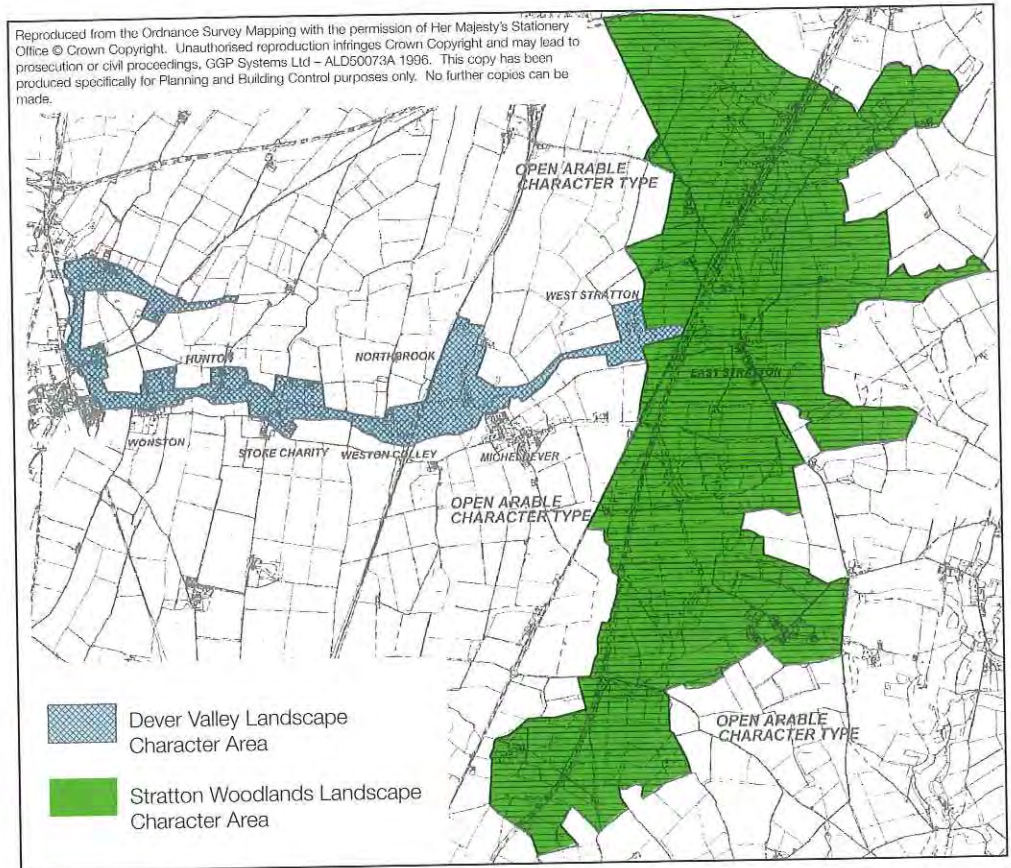 Reproduced from the Ordnance Survey Mapping with the permission of Her Majesty's Stationery
Office © Crown Copyright. Unauthorised reproduction infringes Crown Copyright and may lead to
prosecution or civil proceedings, GGP Systems Ltd – ALD50073A 1996. This copy has been
produced specifically for Planning and Building Control purposes only. No further copies can be
made.
OPEN ARABLE
CHARACTER TYPE
WEST STRATTON
HUNTON
NORTHBROOK
EAST STRATTON
WONSTON
STOKE CHARITY
WESTON COLLEY
MICHELDEVER
OPEN ARABLE
CHARACTER TYPE
OPEN ARABLE
CHARACTER TYPE
Dever Valley Landscape
Character Area
Stratton Woodlands Landscape
Character Area